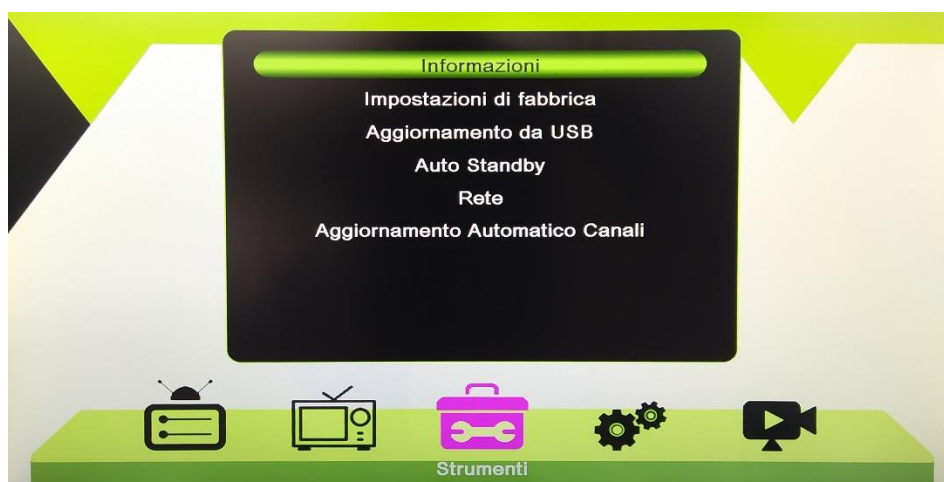 Informazioni
Impostazioni di fabbrica
Aggiornamento da USB
Auto Standby
Rete
Aggiornamento Automatico Canali
Strumenti